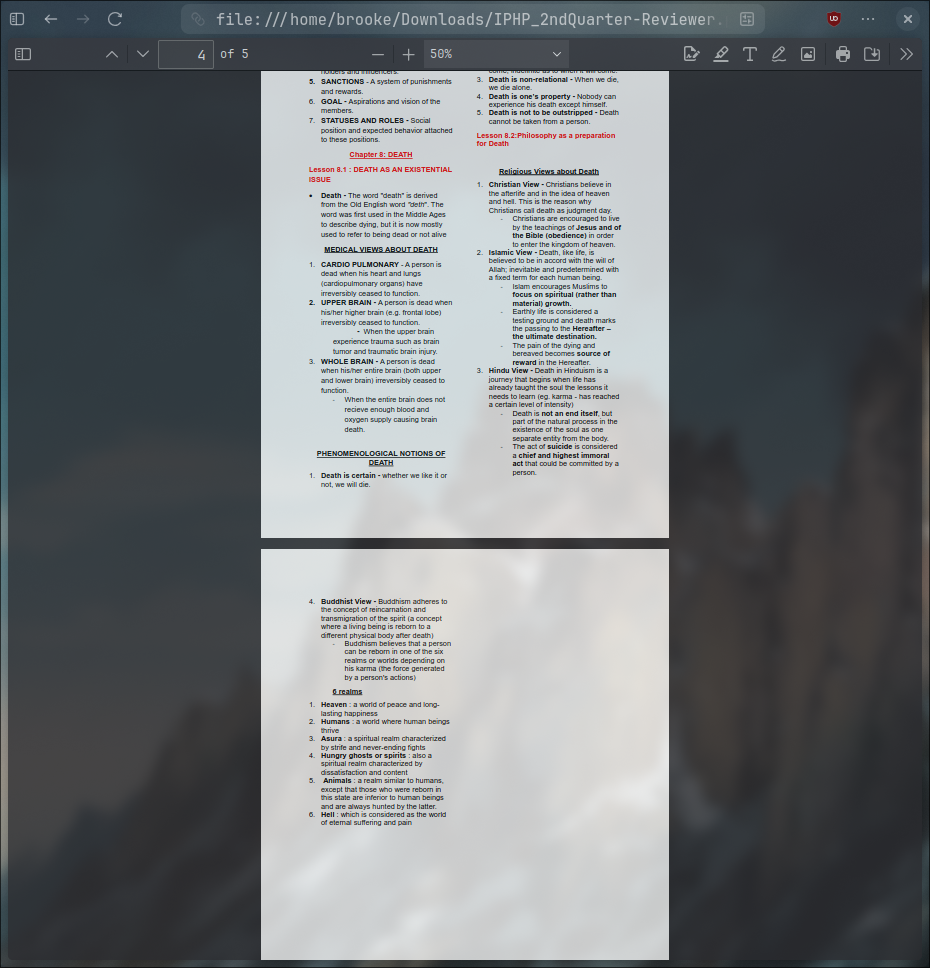 file:///home/brooke/Downloads/IPHP_2ndQuarter-Reviewer.
4 of 5
50%
holders and influencers.
5. SANCTIONS - A system of punishments
and rewards.
6. GOAL - Aspirations and vision of the
members.
7. STATUSES AND ROLES - Social
position and expected behavior attached
to these positions.
Chapter 8: DEATH
Lesson 8.1 : DEATH AS AN EXISTENTIAL
ISSUE
• Death - The word "death" is derived
from the Old English word "deth". The
word was first used in the Middle Ages
to describe dying, but it is now mostly
used to refer to being dead or not alive
MEDICAL VIEWS ABOUT DEATH
1. CARDIO PULMONARY - A person is
dead when his heart and lungs
(cardiopulmonary organs) have
irreversibly ceased to function.
2. UPPER BRAIN - A person is dead when
his/her higher brain (e.g. frontal lobe)
irreversibly ceased to function.
- When the upper brain
experience trauma such as brain
tumor and traumatic brain injury.
3. WHOLE BRAIN - A person is dead
when his/her entire brain (both upper
and lower brain) irreversibly ceased to
function.
- When the entire brain does not
recieve enough blood and
oxygen supply causing brain
death.
PHENOMENOLOGICAL NOTIONS OF
DEATH
1. Death is certain - whether we like it or
not, we will die.
come, indefinite as to when it will come.
3. Death is non-relational - When we die,
we die alone.
4. Death is one's property - Nobody can
experience his death except himself.
5. Death is not to be outstripped - Death
cannot be taken from a person.
Lesson 8.2:Philosophy as a preparation
for Death
Religious Views about Death
1. Christian View - Christians believe in
the afterlife and in the idea of heaven
and hell. This is the reason why
Christians call death as judgment day.
- Christians are encouraged to live
by the teachings of Jesus and of
the Bible (obedience) in order
to enter the kingdom of heaven.
2. Islamic View - Death, like life, is
believed to be in accord with the will of
Allah; inevitable and predetermined with
a fixed term for each human being.
- Islam encourages Muslims to
focus on spiritual (rather than
material) growth.
- Earthly life is considered a
testing ground and death marks
the passing to the Hereafter –
the ultimate destination.
- The pain of the dying and
bereaved becomes source of
reward in the Hereafter.
3. Hindu View - Death in Hinduism is a
journey that begins when life has
already taught the soul the lessons it
needs to learn (eg. karma - has reached
a certain level of intensity)
- Death is not an end itself, but
part of the natural process in the
existence of the soul as one
separate entity from the body.
- The act of suicide is considered
a chief and highest immoral
act that could be committed by a
person.
4. Buddhist View - Buddhism adheres to
the concept of reincarnation and
transmigration of the spirit (a concept
where a living being is reborn to a
different physical body after death)
- Buddhism believes that a person
can be reborn in one of the six
realms or worlds depending on
his karma (the force generated
by a person's actions)
6 realms
1. Heaven : a world of peace and long-
lasting happiness
2. Humans : a world where human beings
thrive
3. Asura : a spiritual realm characterized
by strife and never-ending fights
4. Hungry ghosts or spirits : also a
spiritual realm characterized by
dissatisfaction and content
5. Animals : a realm similar to humans,
except that those who were reborn in
this state are inferior to human beings
and are always hunted by the latter.
6. Hell : which is considered as the world
of eternal suffering and pain